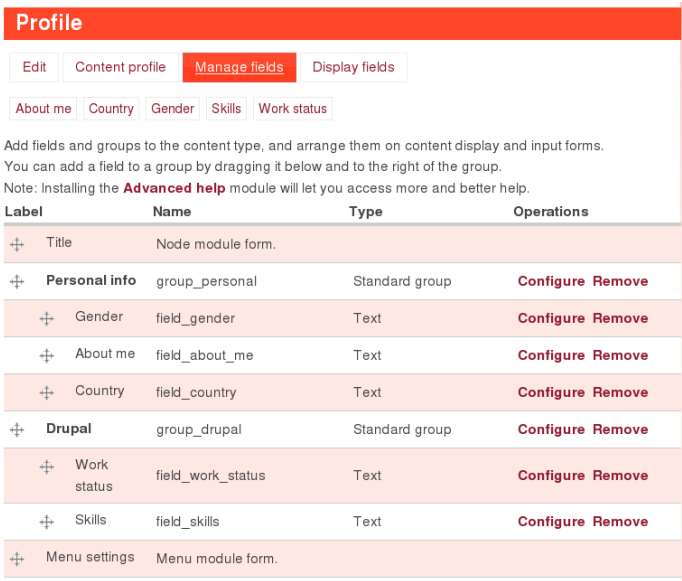 Profile
Edit Content profile Manage fields Display fields
About me Country Gender Skills Work status
Add fields and groups to the content type, and arrange them on content display and input forms.
You can add a field to a group by dragging it below and to the right of the group.
Note: Installing the Advanced help module will let you access more and better help.
Label Name Type Operations
Title Node module form.
Personal info group_personal Standard group Configure Remove
Gender field_gender Text Configure Remove
About me field_about_me Text Configure Remove
Country field_country Text Configure Remove
Drupal group_drupal Standard group Configure Remove
Work
status field_work_status Text Configure Remove
Skills field_skills Text Configure Remove
Menu settings Menu module form.